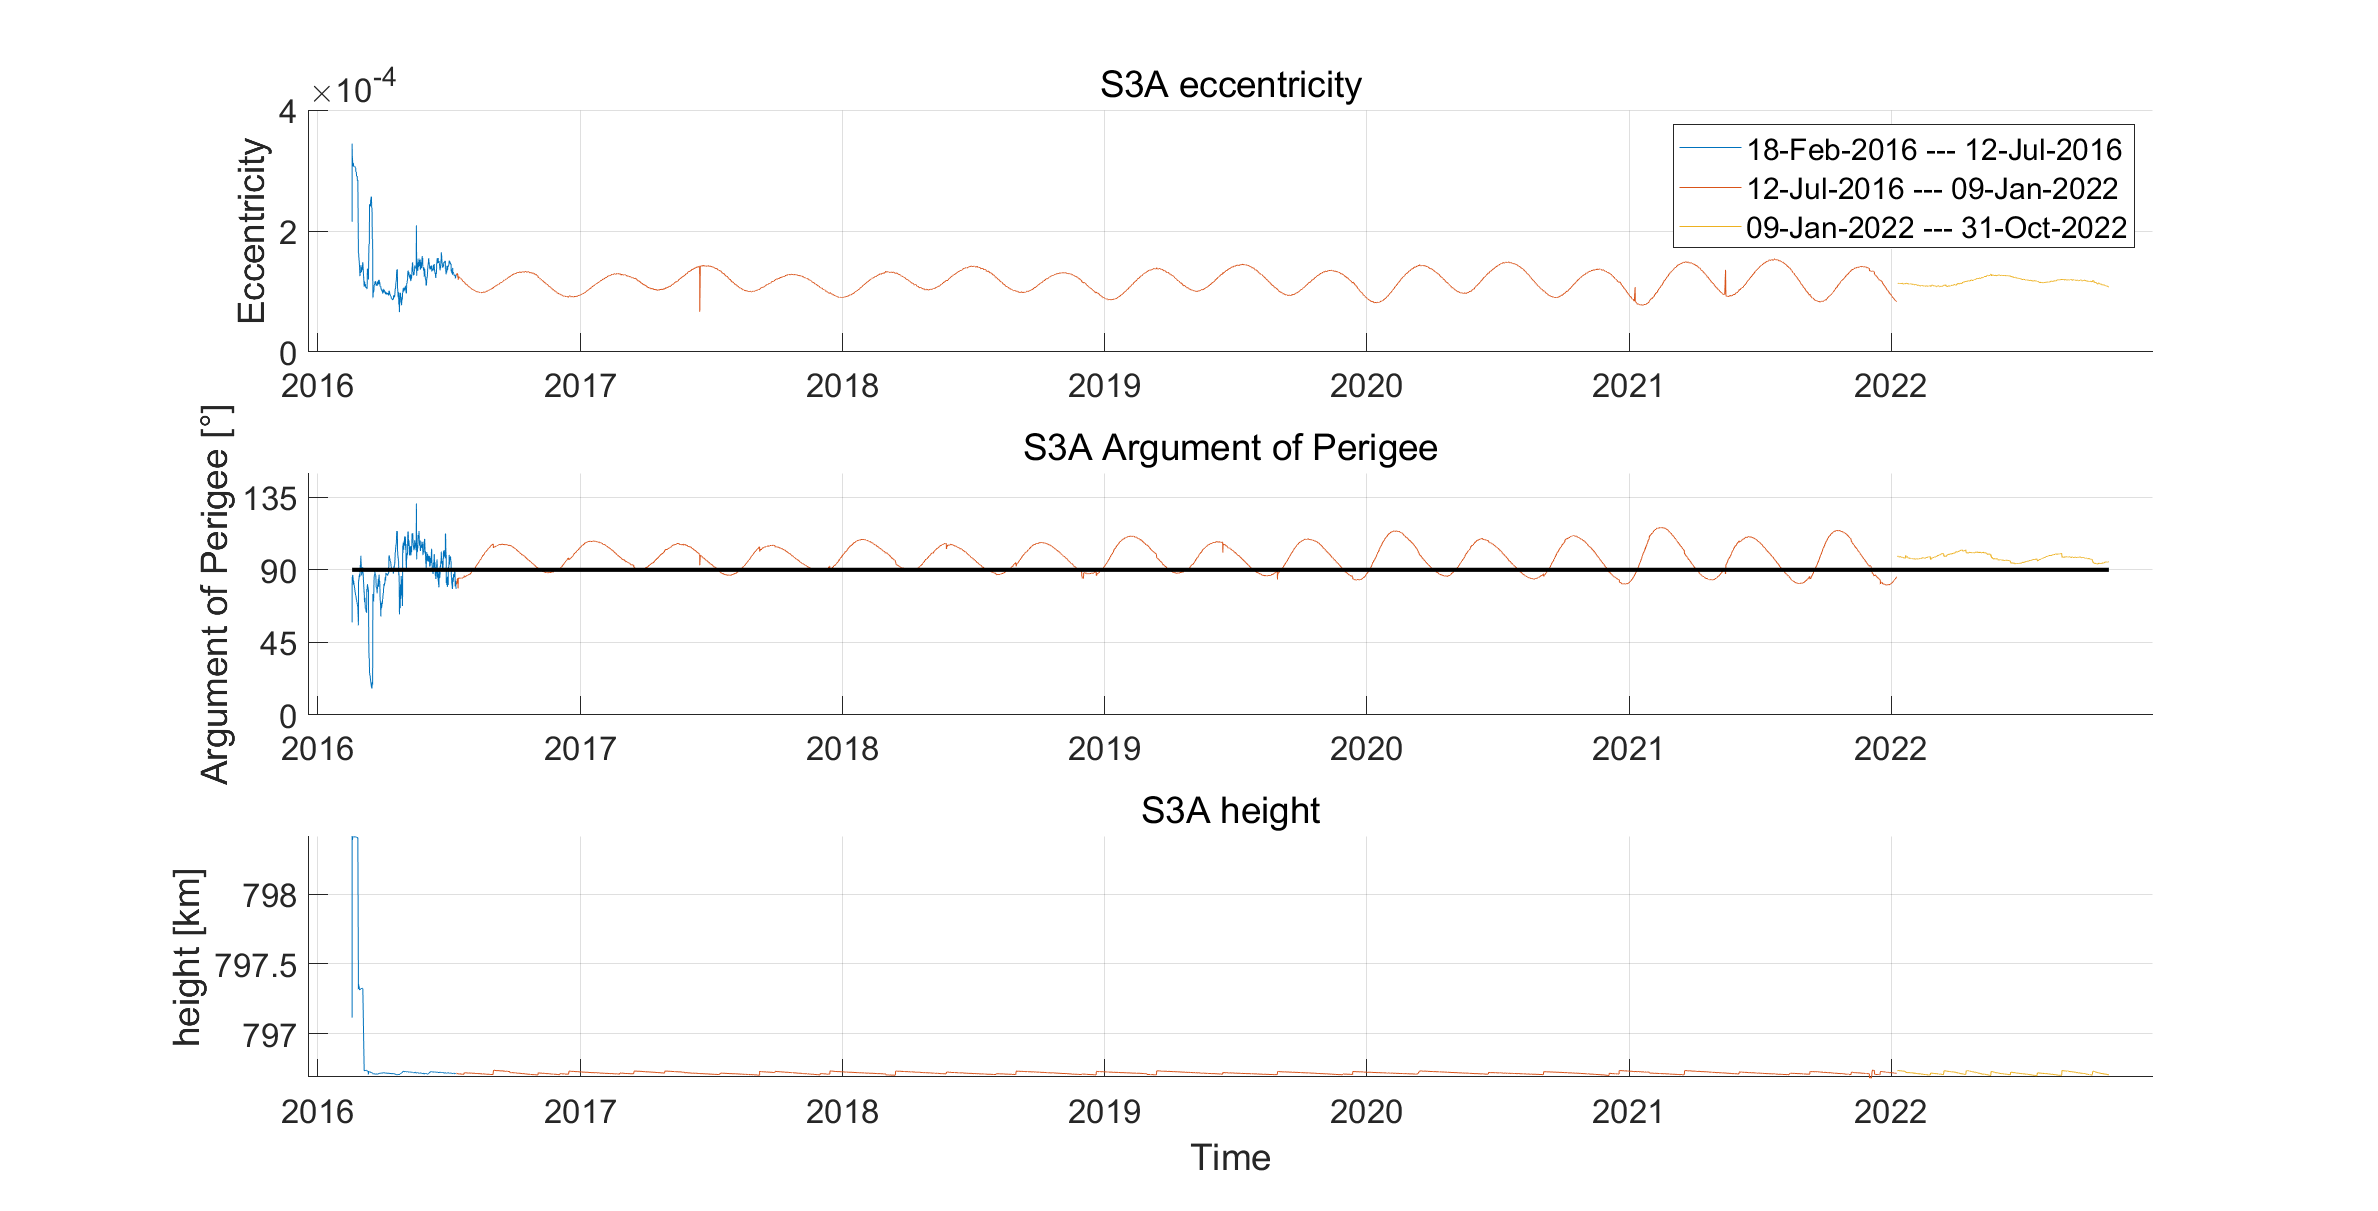 S3A eccentricity
×10-4
4
2
0
Eccentricity
18-Feb-2016 --- 12-Jul-2016
12-Jul-2016 --- 09-Jan-2022
09-Jan-2022 --- 31-Oct-2022
2016 2017 2018 2019 2020 2021 2022
S3A Argument of Perigee
135
90
45
0
Argument of Perigee [°]
2016 2017 2018 2019 2020 2021 2022
S3A height
798
797.5
797
height [km]
2016 2017 2018 2019 2020 2021 2022
Time